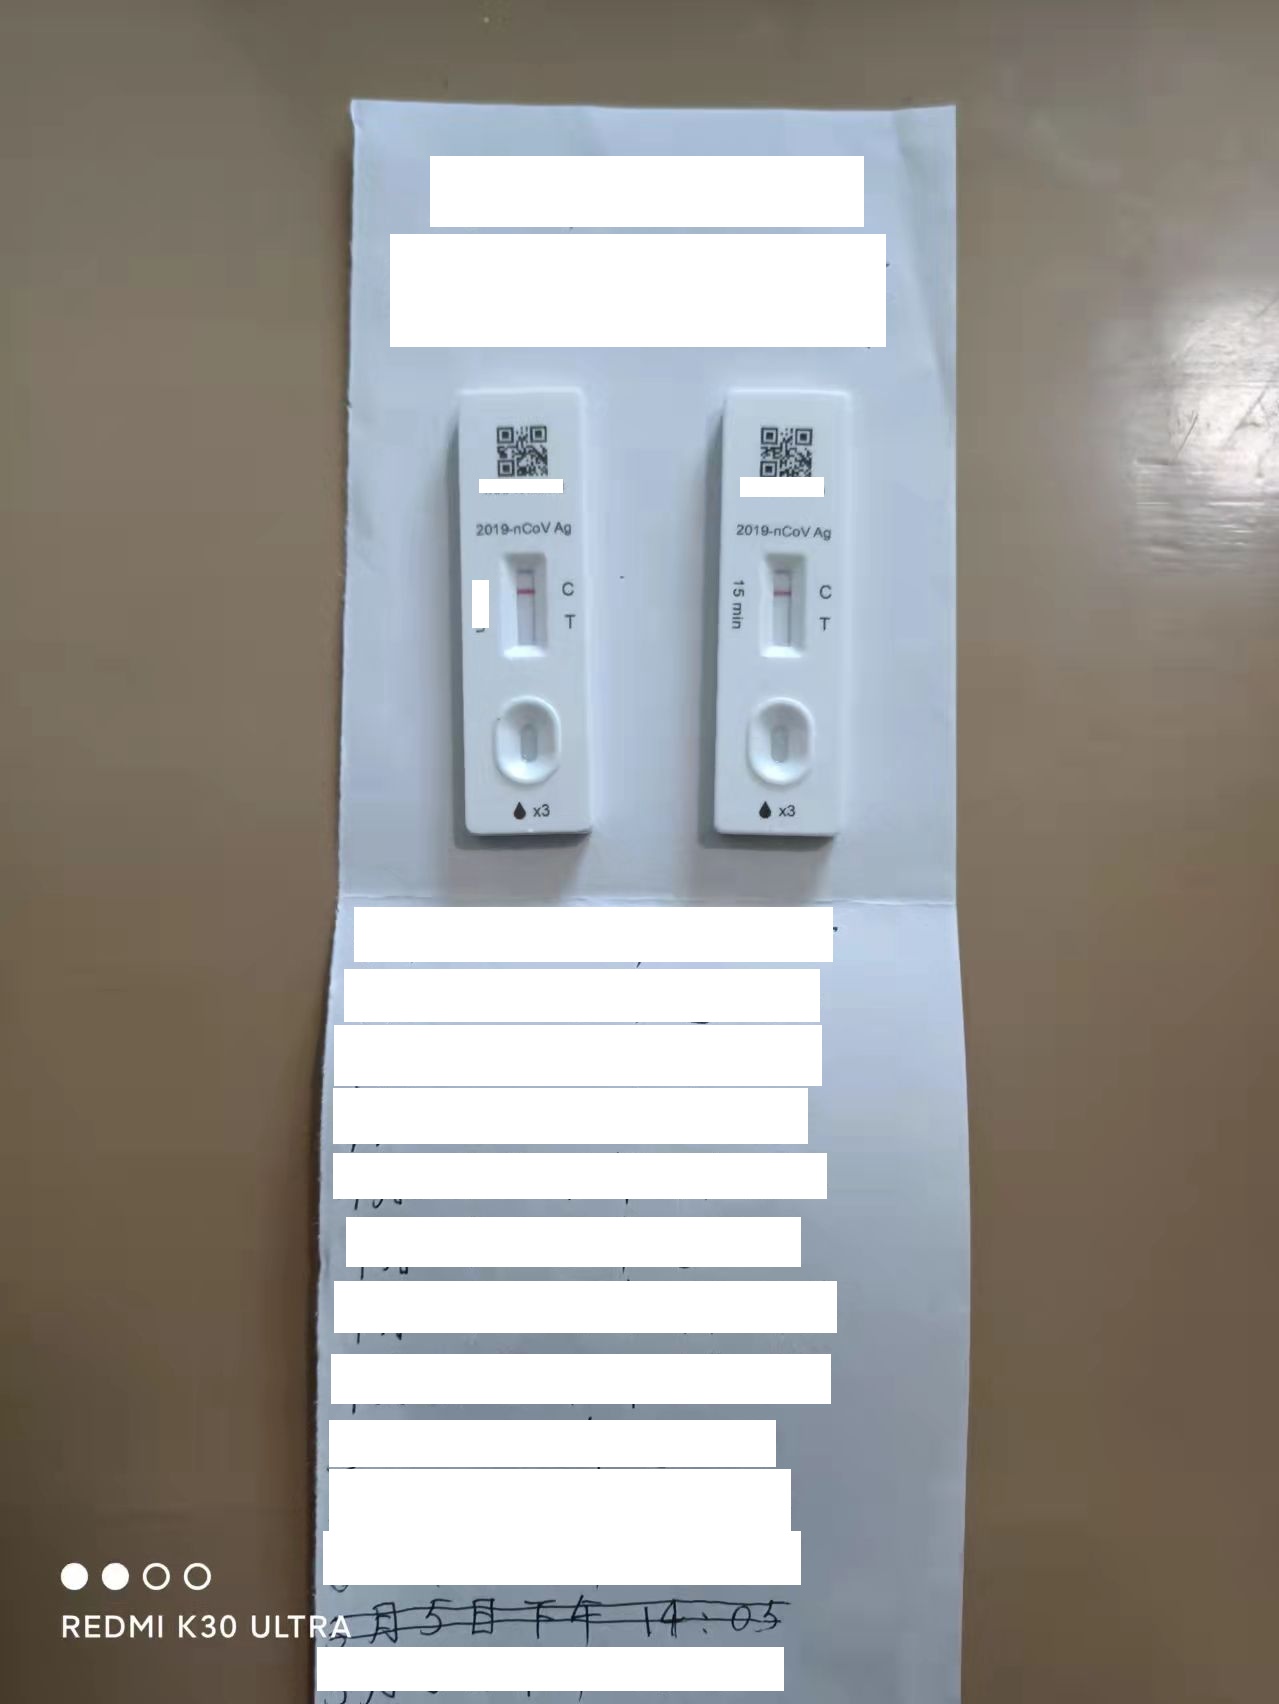 2019-nCoV Ag
C
T
x3
2019-nCoV Ag
15 min
C
T
x3
月5日下午 14:05
REDMI K30 ULTRA